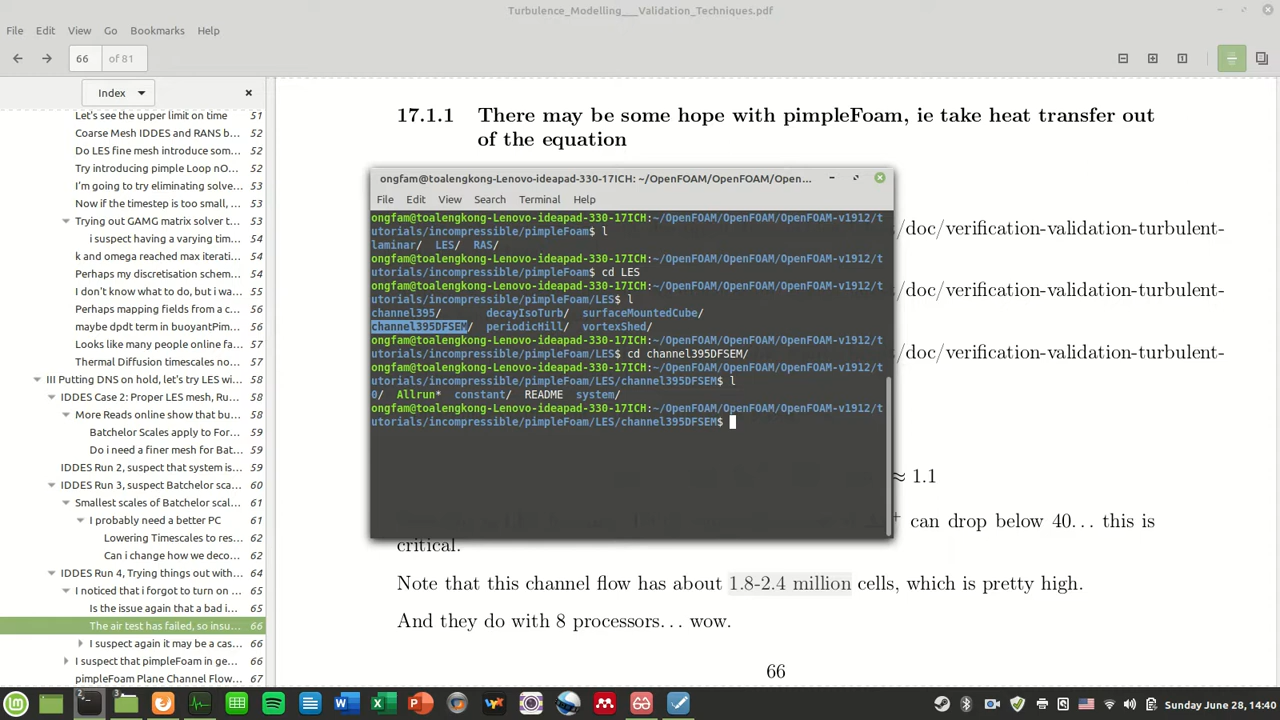 Turbulence_Modelling___Validation_Techniques.pdf
File Edit View Go Bookmarks Help
66 of 81
Index
Let's see the upper limit on time 51
Coarse Mesh IDDES and RANS b... 52
Do LES fine mesh introduce som... 52
Try introducing pimple Loop nO... 52
I'm going to try eliminating solve... 53
Now if the timestep is too small, ... 53
Trying out GAMG matrix solver t... 54
i suspect having a varying tim... 54
k and omega reached max iterati... 54
Perhaps my discretisation schem... 54
I don't know what to do, but i wa... 55
Perhaps mapping fields from a c... 56
maybe dpdt term in buoyantPim... 56
Looks like many people online fa... 56
Thermal Diffusion timescales no... 57
III Putting DNS on hold, let's try LES wi... 58
IDDES Case 2: Proper LES mesh, Ru... 58
More Reads online show that bu... 58
Batchelor Scales apply to For... 58
Do i need a finer mesh for Bat... 59
IDDES Run 2, suspect that system is... 59
IDDES Run 3, suspect Batchelor sca... 60
Smallest scales of Batchelor scal... 61
I probably need a better PC 61
Lowering Timescales to res... 62
Can i change how we deco... 62
IDDES Run 4, Trying things out with... 64
I noticed that i forgot to turn on ... 65
Is the issue again that a bad i... 65
The air test has failed, so insu... 66
I suspect again it may be a cas... 66
I suspect that pimpleFoam in ge... 66
pimpleFoam Plane Channel Flow... 67
17.1.1 There may be some hope with pimpleFoam, ie take heat transfer out
of the equation
/doc/verification-validation-turbulent-
/doc/verification-validation-turbulent-
/doc/verification-validation-turbulent-
≈ 1.1
+ can drop below 40... this is
critical.
Note that this channel flow has about 1.8-2.4 million cells, which is pretty high.
And they do with 8 processors... wow.
66
ongfam@toalengkong-Lenovo-ideapad-330-17ICH: ~/OpenFOAM/OpenFOAM/Open...
File Edit View Search Terminal Help
ongfam@toalengkong-Lenovo-ideapad-330-17ICH:~/OpenFOAM/OpenFOAM/OpenFOAM-v1912/t
utorials/incompressible/pimpleFoam$ l
laminar/ LES/ RAS/
ongfam@toalengkong-Lenovo-ideapad-330-17ICH:~/OpenFOAM/OpenFOAM/OpenFOAM-v1912/t
utorials/incompressible/pimpleFoam$ cd LES
ongfam@toalengkong-Lenovo-ideapad-330-17ICH:~/OpenFOAM/OpenFOAM/OpenFOAM-v1912/t
utorials/incompressible/pimpleFoam/LES$ l
channel395/ decayIsoTurb/ surfaceMountedCube/
channel395DFSEM/ periodicHill/ vortexShed/
ongfam@toalengkong-Lenovo-ideapad-330-17ICH:~/OpenFOAM/OpenFOAM/OpenFOAM-v1912/t
utorials/incompressible/pimpleFoam/LES$ cd channel395DFSEM/
ongfam@toalengkong-Lenovo-ideapad-330-17ICH:~/OpenFOAM/OpenFOAM/OpenFOAM-v1912/t
utorials/incompressible/pimpleFoam/LES/channel395DFSEM$ l
0/ Allrun* constant/ README system/
ongfam@toalengkong-Lenovo-ideapad-330-17ICH:~/OpenFOAM/OpenFOAM/OpenFOAM-v1912/t
utorials/incompressible/pimpleFoam/LES/channel395DFSEM$
Sunday June 28, 14:40